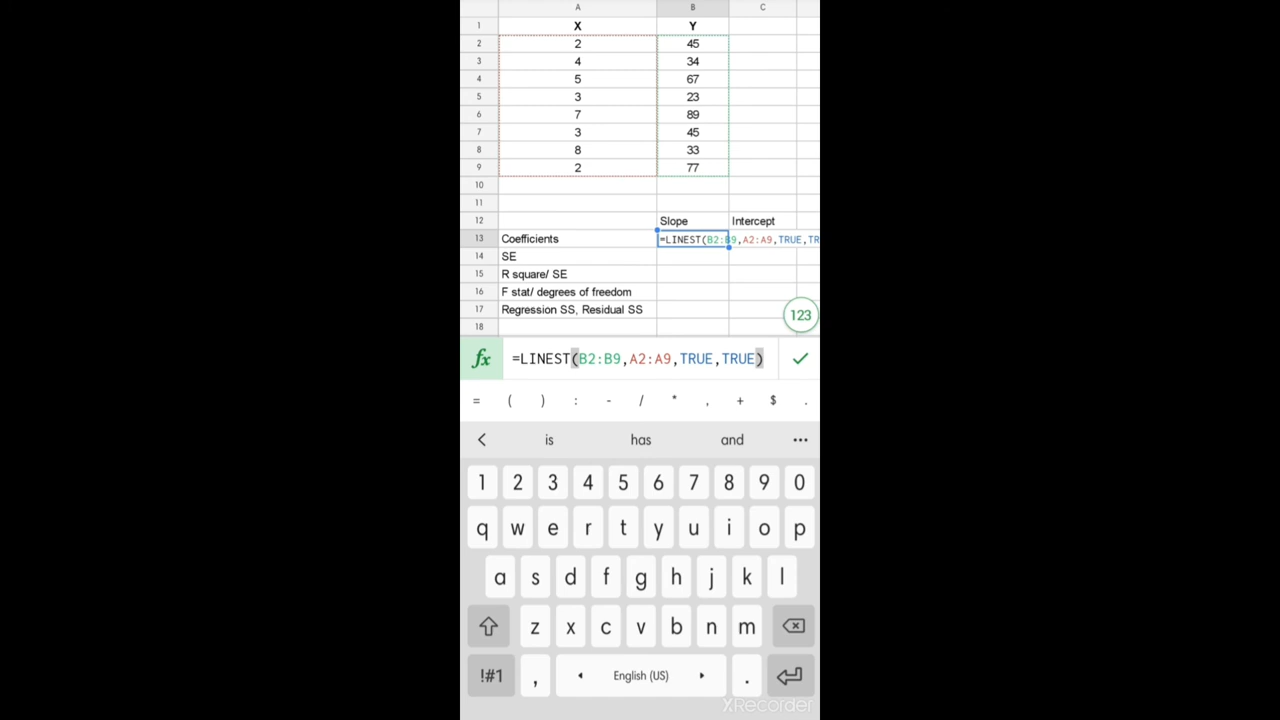 A B C
1 X Y
2 2 45
3 4 34
4 5 67
5 3 23
6 7 89
7 3 45
8 8 33
9 2 77
10
11
12 Slope Intercept
13 Coefficients =LINEST(B2:B9,A2:A9,TRUE,TR
14 SE
15 R square/ SE
16 F stat/ degrees of freedom
17 Regression SS, Residual SS
123
18
fx =LINEST(B2:B9,A2:A9,TRUE,TRUE)
= ( ) : - / * , + $ .
is has and
1 2 3 4 5 6 7 8 9 0
q w e r t y u i o p
a s d f g h j k l
z x c v b n m
!#1 , English (US) .
XRecorder